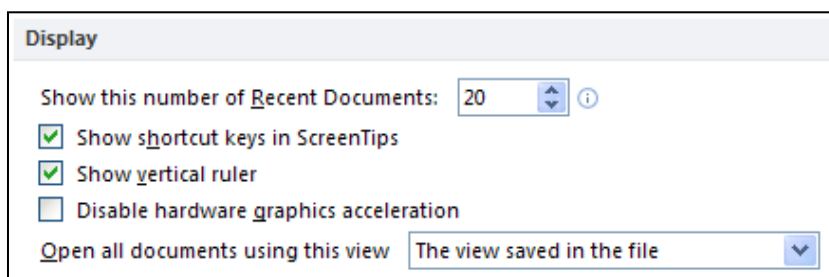 Display
Show this number of Recent Documents: 20
Show shortcut keys in ScreenTips
Show vertical ruler
Disable hardware graphics acceleration
Open all documents using this view The view saved in the file